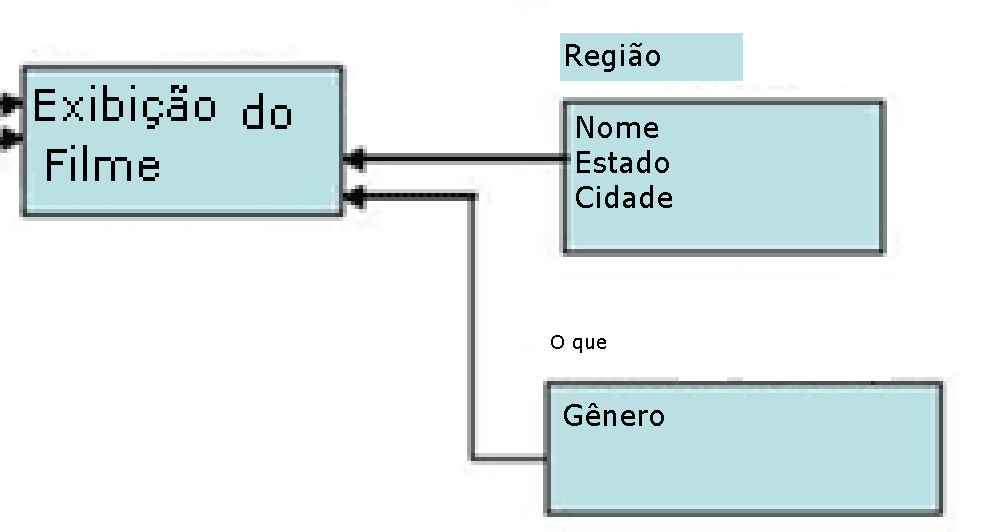 Exibição do
Filme
Região
Nome
Estado
Cidade
O que
Gênero